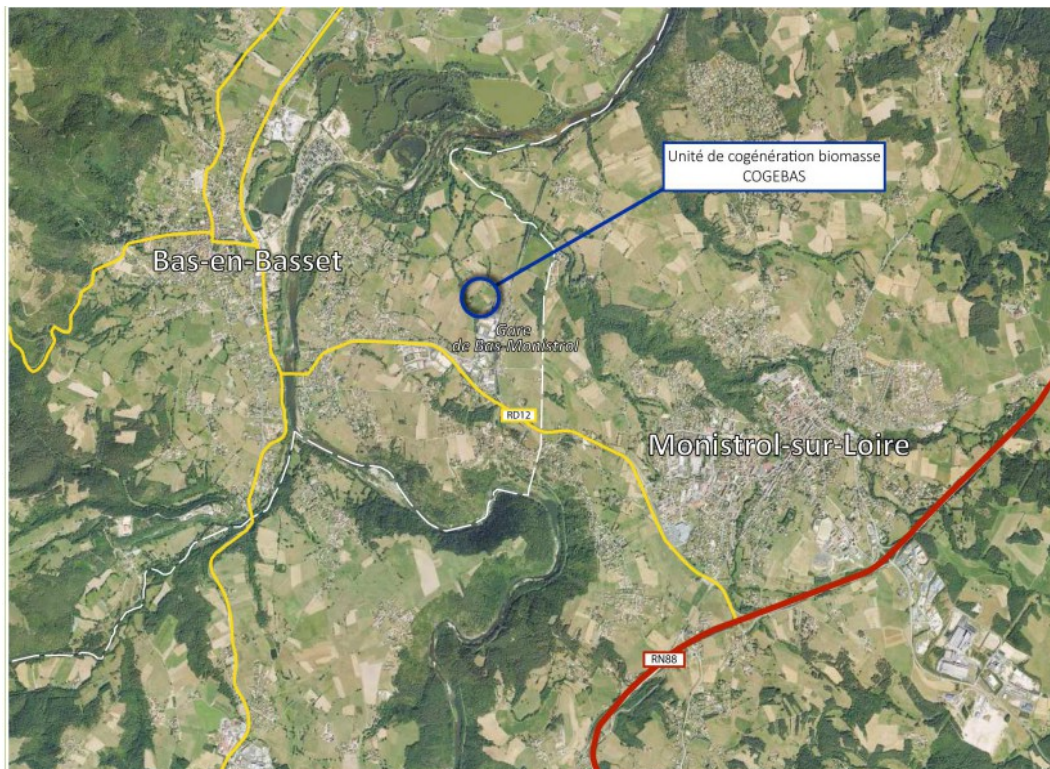 Unité de cogénération biomasse
COGEBAS
Bas-en-Basset
Gare
de Bas-Monistrol
RD12
Monistrol-sur-Loire
RN88